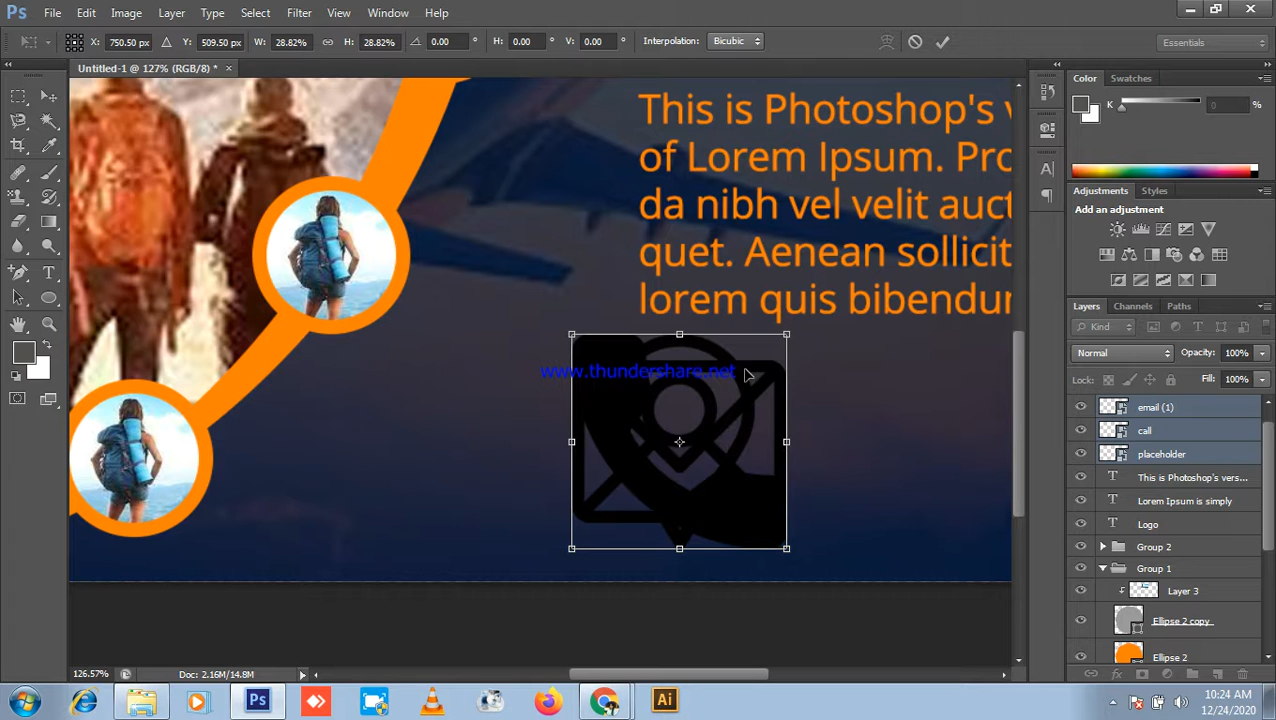 Ps File Edit Image Layer Type Select Filter View Window Help
X: 750.50 px Y: 509.50 px W: 28.82% H: 28.82% 0.00 ° H: 0.00 ° V: 0.00 ° Interpolation: Bicubic Essentials
Untitled-1 @ 127% (RGB/8) * ×
Color Swatches
K 0 %
This is Photoshop's v
of Lorem Ipsum. Pro
da nibh vel velit auct
quet. Aenean sollicit
lorem quis bibendun
www.thundershare.net
Adjustments Styles
Add an adjustment
Layers Channels Paths
Kind
Normal Opacity: 100%
Lock: Fill: 100%
email (1)
call
placeholder
T This is Photoshop's vers...
T Lorem Ipsum is simply
T Logo
Group 2
Group 1
Layer 3
Ellipse 2 copy
Ellipse 2
126.57% Doc: 2.16M/14.8M
Ps Ai
10:24 AM
12/24/2020